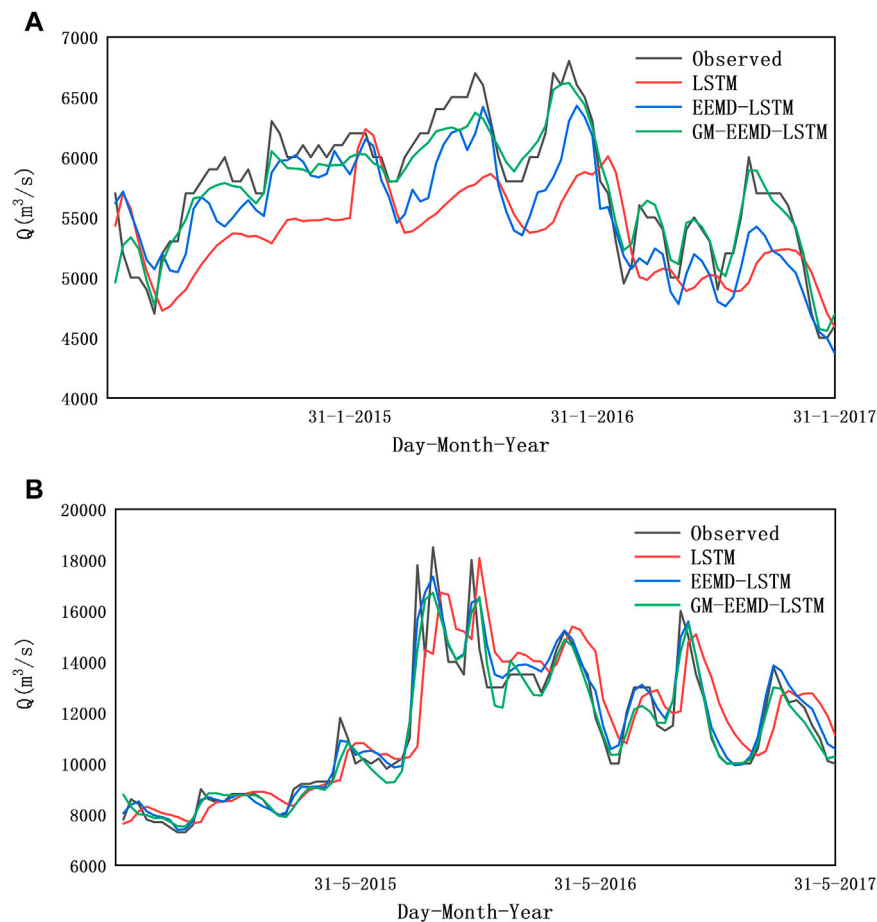 A
7000
6500
6000
5500
5000
4500
4000
Q(m³/s)
Observed
LSTM
EEMD-LSTM
GM-EEMD-LSTM
31-1-2015
31-1-2016
31-1-2017
Day-Month-Year
B
20000
18000
16000
14000
12000
10000
8000
6000
Q(m³/s)
Observed
LSTM
EEMD-LSTM
GM-EEMD-LSTM
31-5-2015
31-5-2016
31-5-2017
Day-Month-Year